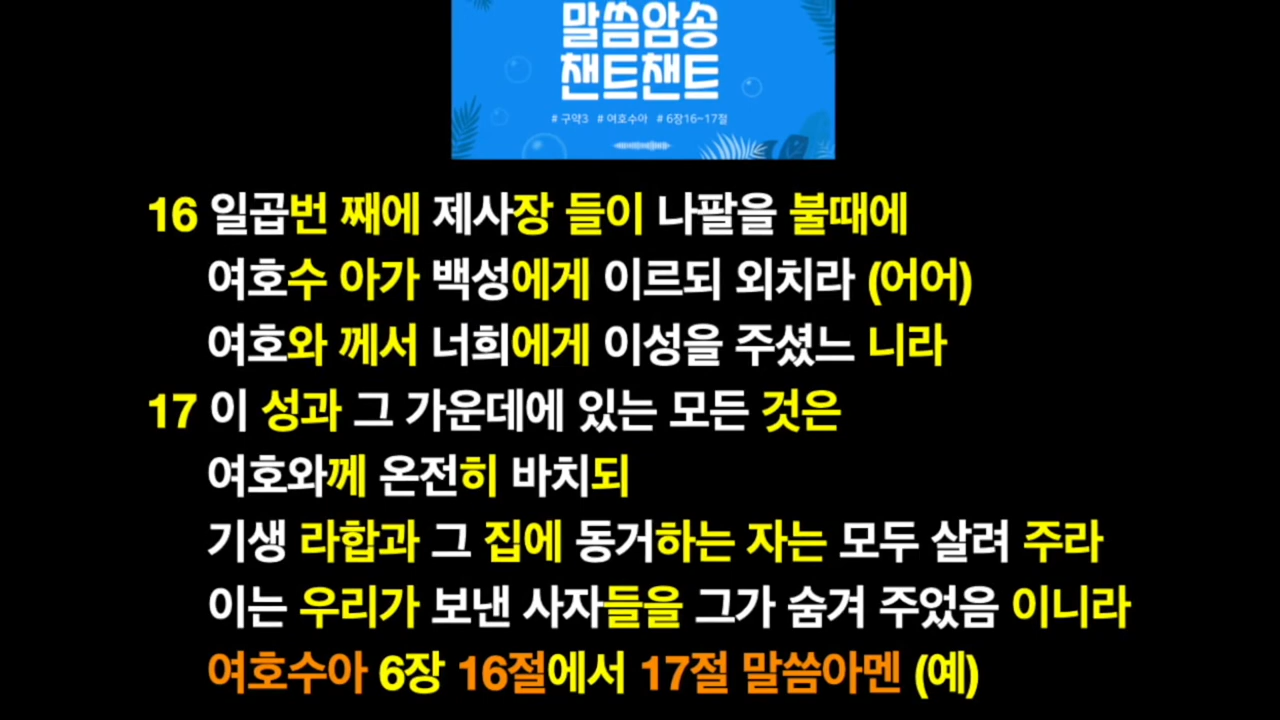 말씀암송
챈트챈트
# 구약3 # 여호수아 # 6장16~17절
16 일곱번 째에 제사장 들이 나팔을 불때에
여호수 아가 백성에게 이르되 외치라 (어어)
여호와 께서 너희에게 이성을 주셨느 니라
17 이 성과 그 가운데에 있는 모든 것은
여호와께 온전히 바치되
기생 라합과 그 집에 동거하는 자는 모두 살려 주라
이는 우리가 보낸 사자들을 그가 숨겨 주었음 이니라
여호수아 6장 16절에서 17절 말씀아멘 (예)